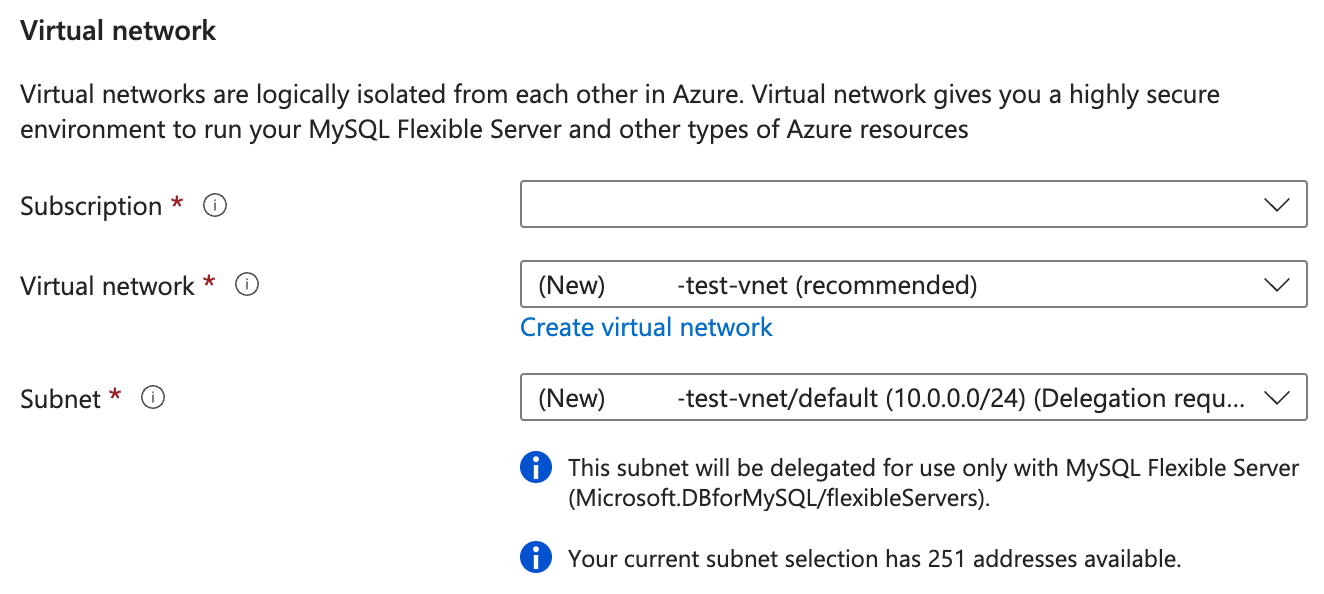 Virtual network
Virtual networks are logically isolated from each other in Azure. Virtual network gives you a highly secure
environment to run your MySQL Flexible Server and other types of Azure resources
Subscription *
Virtual network *
(New) -test-vnet (recommended)
Create virtual network
Subnet *
(New) -test-vnet/default (10.0.0.0/24) (Delegation requ...
This subnet will be delegated for use only with MySQL Flexible Server
(Microsoft.DBforMySQL/flexibleServers).
Your current subnet selection has 251 addresses available.